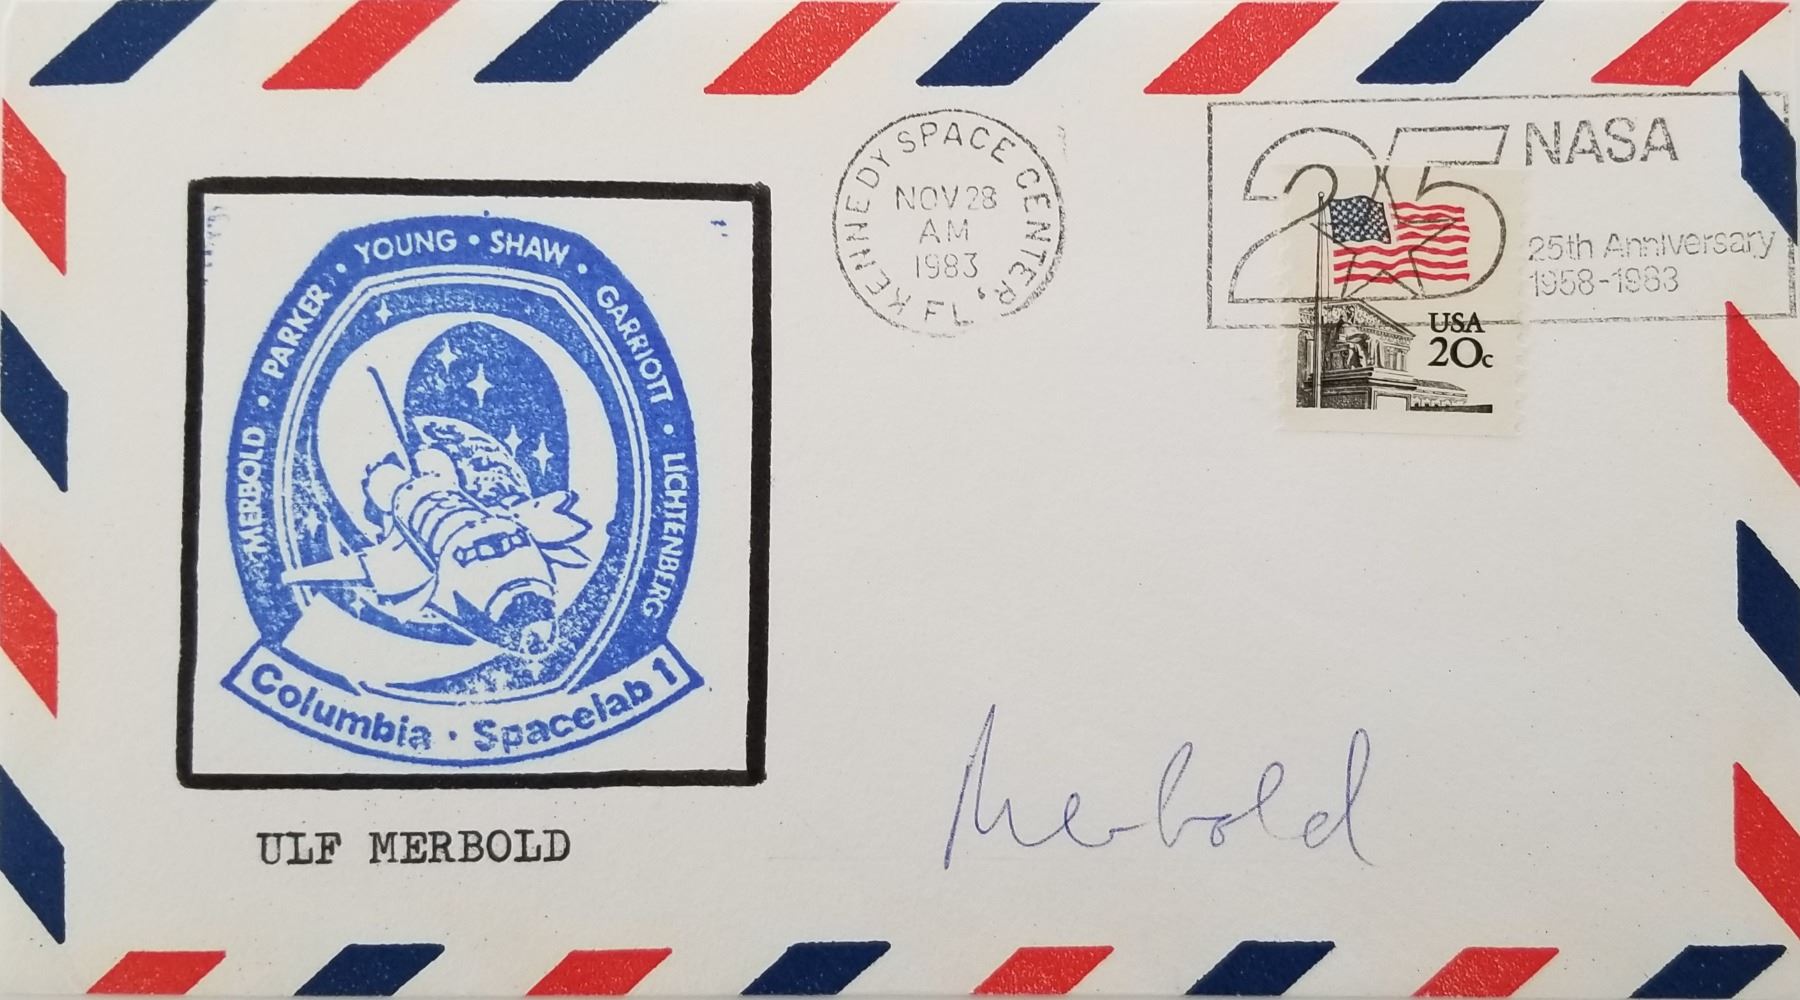 MERBOLD • PARKER • YOUNG • SHAW • GARRIOTT • LICHTENBERG
Columbia • Spacelab 1
ULF MERBOLD
KENNEDY SPACE CENTER, FL
NOV 28
AM
1983
25 NASA
25th Anniversary
1958-1983
USA
20c
Merbold